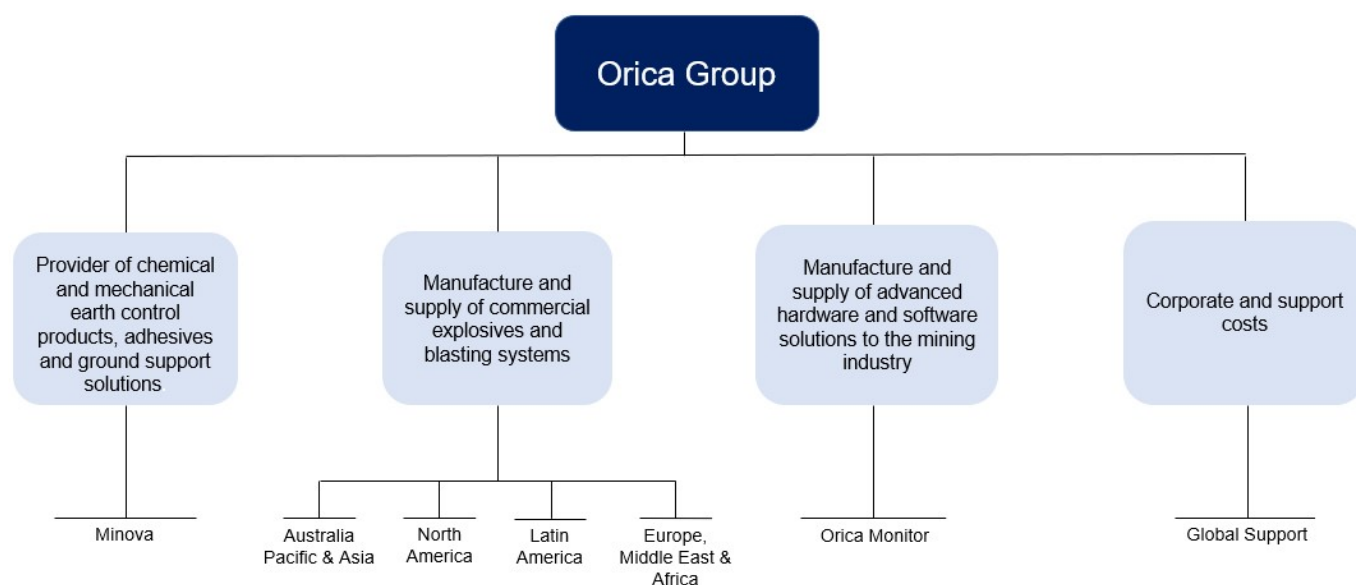 Orica Group
Provider of chemical
and mechanical
earth control
products, adhesives
and ground support
solutions
Manufacture and
supply of commercial
explosives and
blasting systems
Manufacture and
supply of advanced
hardware and software
solutions to the mining
industry
Corporate and support
costs
Minova
Australia
Pacific & Asia
North
America
Latin
America
Europe,
Middle East &
Africa
Orica Monitor
Global Support